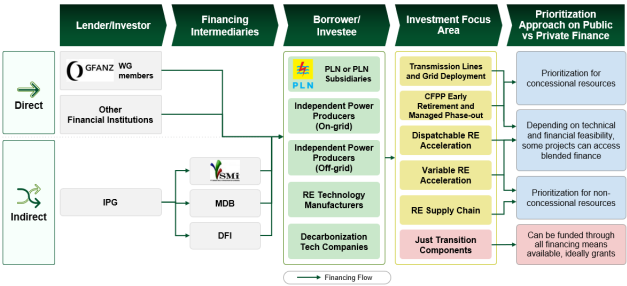 Lender/Investor
Financing
Intermediaries
Borrower/
Investee
Investment Focus
Area
Prioritization
Approach on Public
vs Private Finance
Direct
GFANZ
WG
members
Other
Financial Institutions
Indirect
IPG
SMi
MDB
DFI
PLN
PLN or PLN
Subsidiaries
Independent Power
Producers
(On-grid)
Independent Power
Producers
(Off-grid)
RE Technology
Manufacturers
Decarbonization
Tech Companies
Transmission Lines
and Grid Deployment
CFPP Early
Retirement and
Managed Phase-out
Dispatchable RE
Acceleration
Variable RE
Acceleration
RE Supply Chain
Just Transition
Components
Prioritization for
concessional resources
Depending on technical
and financial feasibility,
some projects can access
blended finance
Prioritization for non-
concessional resources
Can be funded through
all financing means
available, ideally grants
Financing Flow